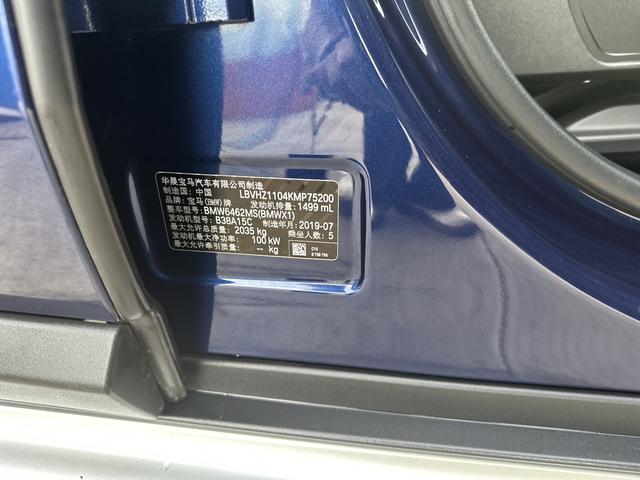 华晨宝马汽车有限公司制造
制造国: 中国 LBVHZ1104KMP75200
品牌: 宝马(BMW)牌 发动机排量: 1499 mL
整车型号: BMW6462MS(BMWX1)
发动机型号: B38A15C 制造年月: 2019-07
最大允许总质量: 2035 kg 乘坐人数: 5
最大净功率: 100 kW
最大允许牵引质量: -- kg